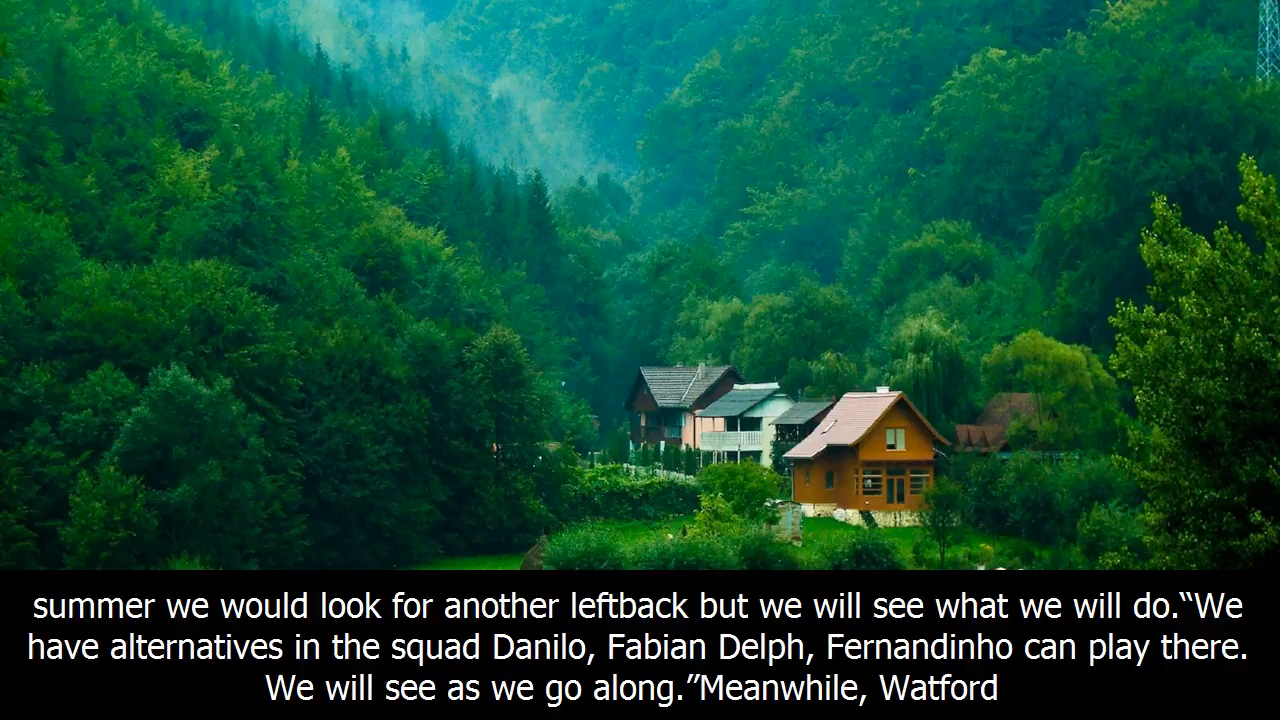 summer we would look for another leftback but we will see what we will do.“We
have alternatives in the squad Danilo, Fabian Delph, Fernandinho can play there.
We will see as we go along.”Meanwhile, Watford